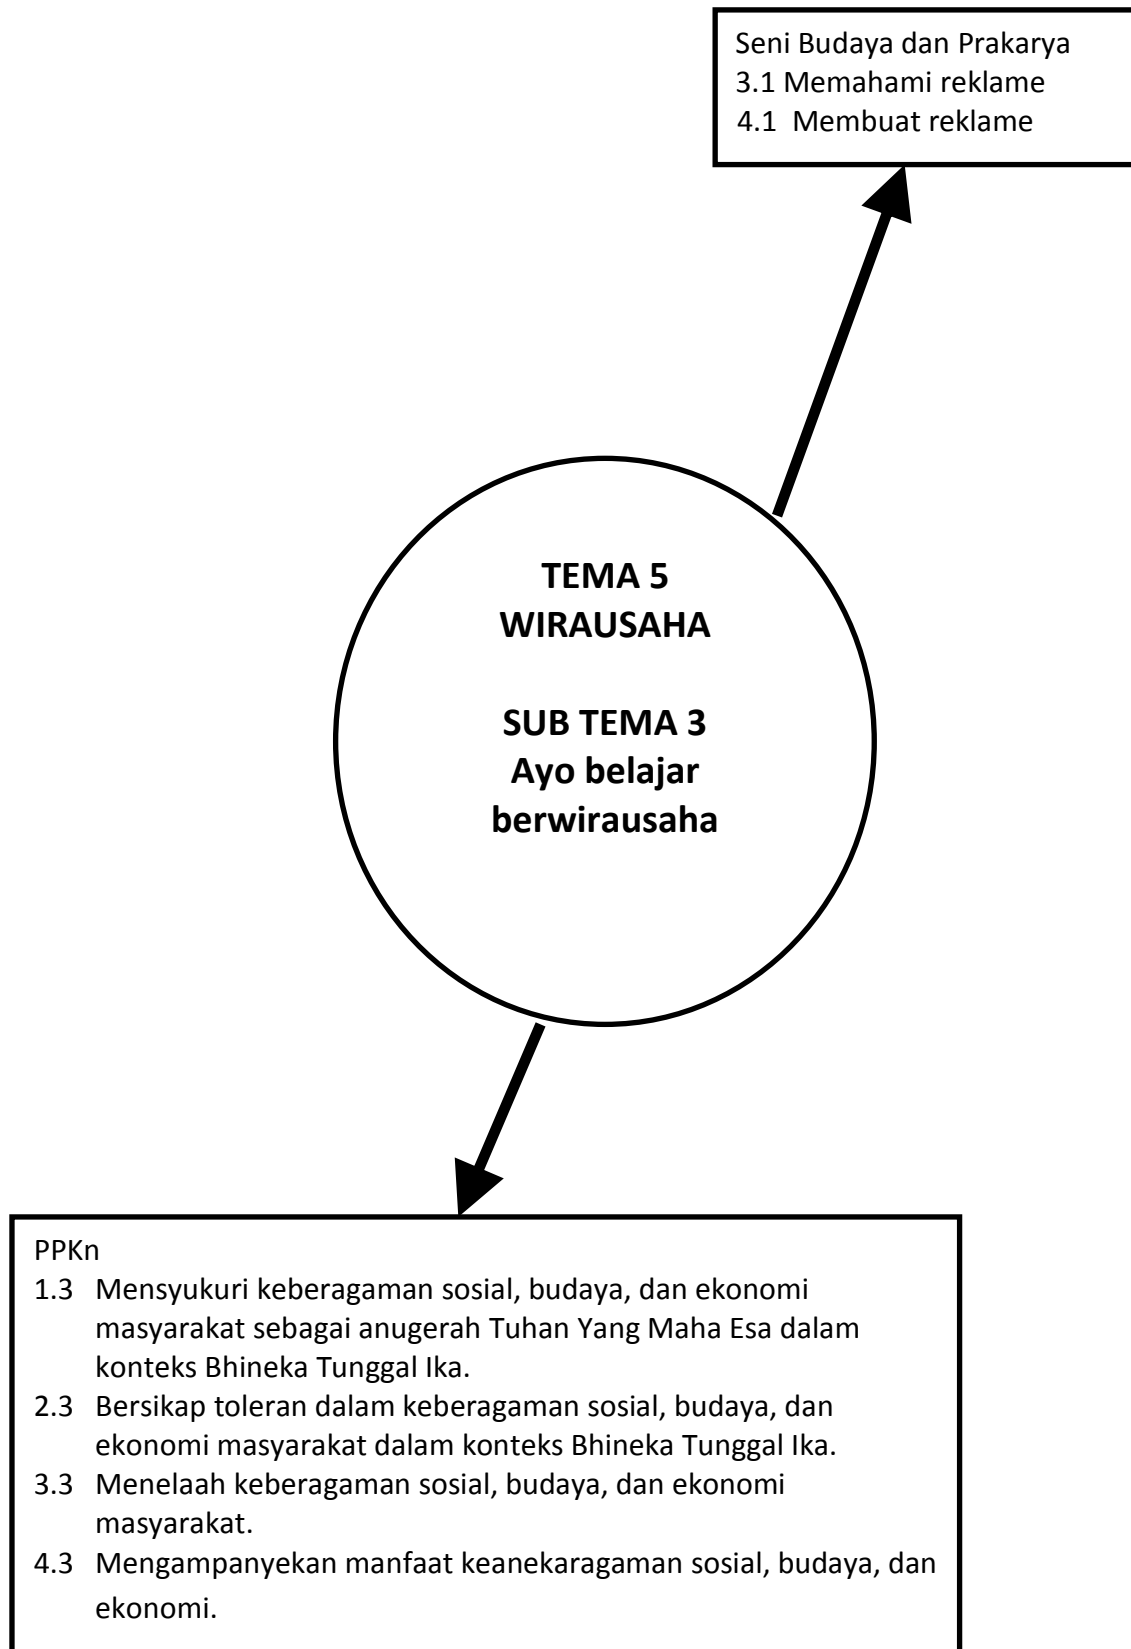 Seni Budaya dan Prakarya
3.1 Memahami reklame
4.1 Membuat reklame
TEMA 5
WIRAUSAHA
SUB TEMA 3
Ayo belajar
berwirausaha
PPKn
1.3 Mensyukuri keberagaman sosial, budaya, dan ekonomi
masyarakat sebagai anugerah Tuhan Yang Maha Esa dalam
konteks Bhineka Tunggal Ika.
2.3 Bersikap toleran dalam keberagaman sosial, budaya, dan
ekonomi masyarakat dalam konteks Bhineka Tunggal Ika.
3.3 Menelaah keberagaman sosial, budaya, dan ekonomi
masyarakat.
4.3 Mengampanyekan manfaat keanekaragaman sosial, budaya, dan
ekonomi.